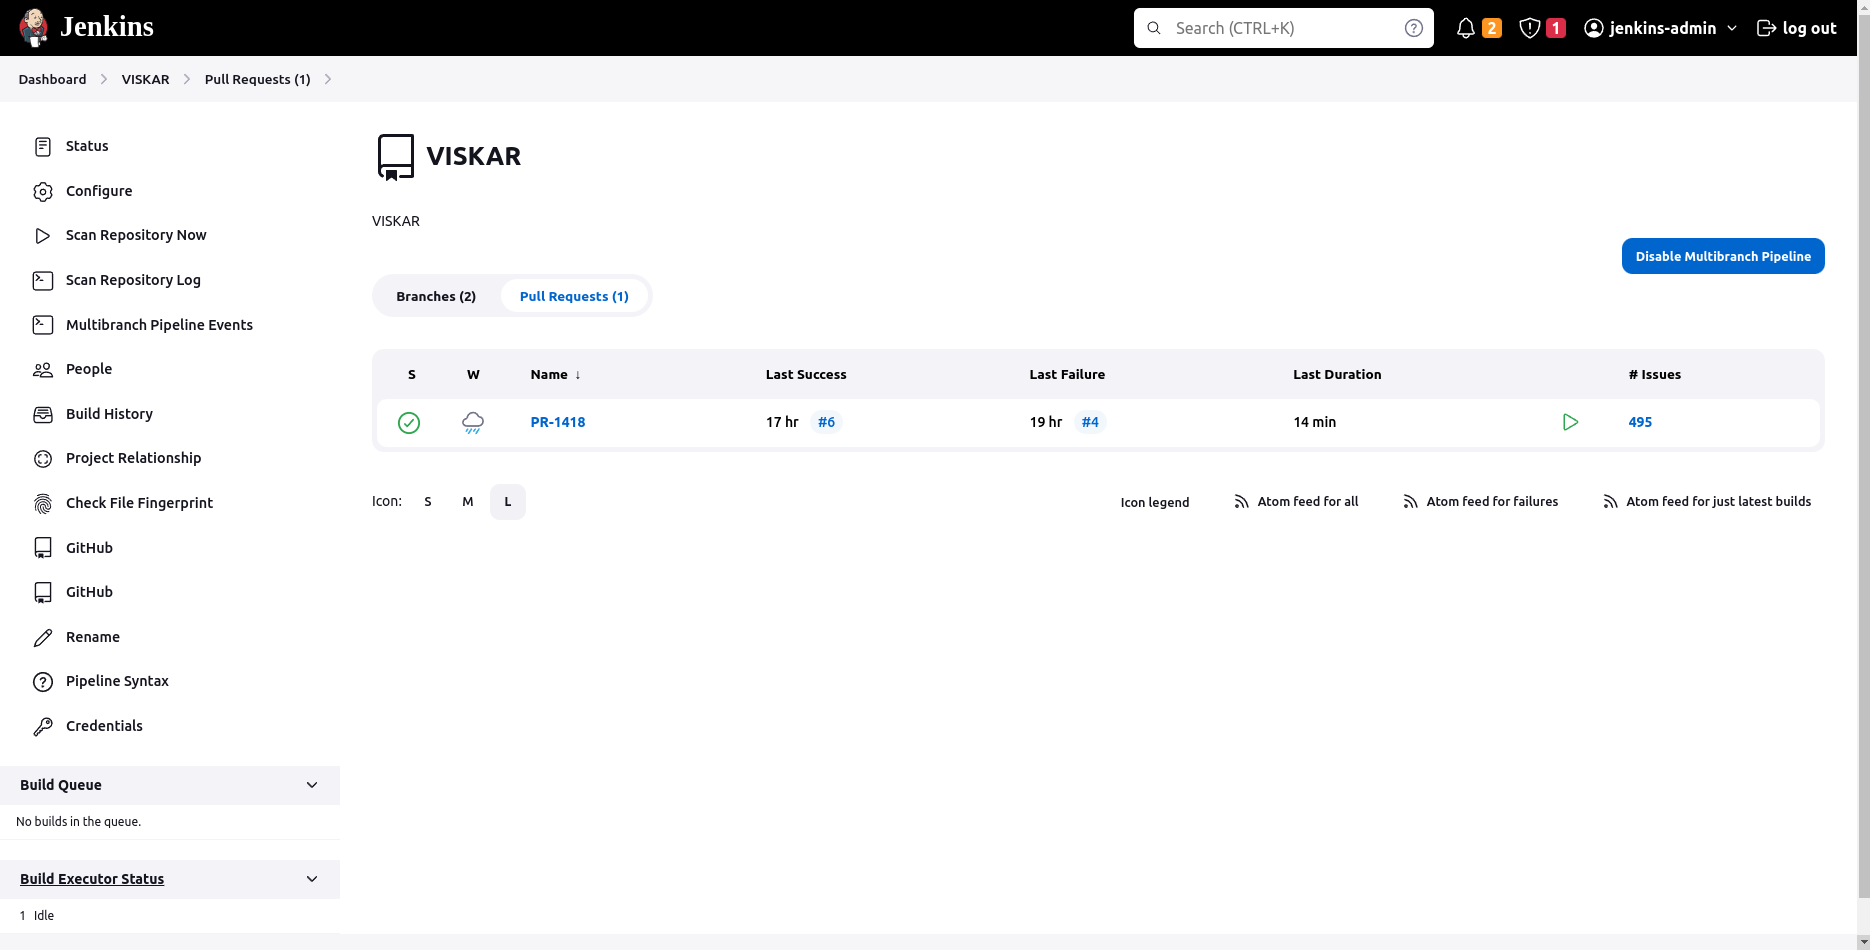 Jenkins
Search (CTRL+K)
2
1
jenkins-admin
log out
Dashboard
VISKAR
Pull Requests (1)
Status
Configure
Scan Repository Now
Scan Repository Log
Multibranch Pipeline Events
People
Build History
Project Relationship
Check File Fingerprint
GitHub
GitHub
Rename
Pipeline Syntax
Credentials
Build Queue
No builds in the queue.
Build Executor Status
1 Idle
VISKAR
VISKAR
Disable Multibranch Pipeline
Branches (2) Pull Requests (1)
S W Name ↓ Last Success Last Failure Last Duration # Issues
PR-1418 17 hr #6 19 hr #4 14 min 495
Icon: S M L
Icon legend Atom feed for all Atom feed for failures Atom feed for just latest builds